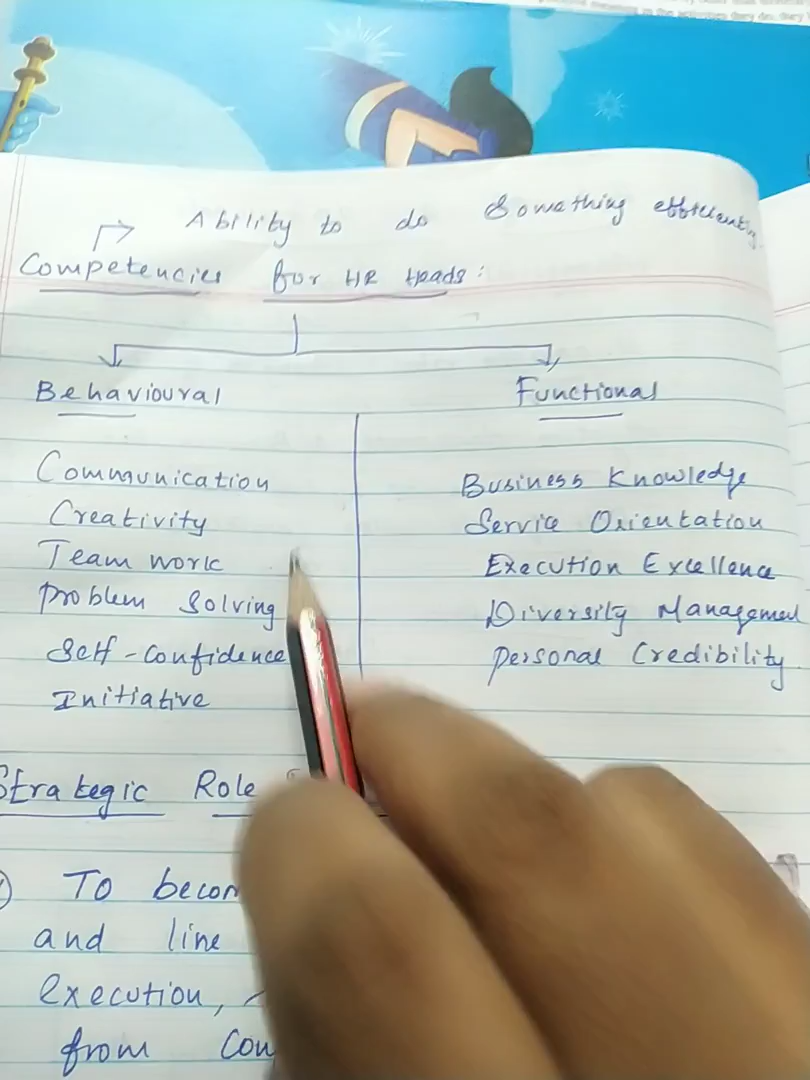 Ability to do Something efficiently
Competencies for HR Heads:
Behavioural Functional
Communication Business Knowledge
Creativity Service Orientation
Team work Execution Excellence
Problem Solving Diversity Management
Self-confidence Personal Credibility
Initiative
Strategic Role
To becom
and line
execution,
from con